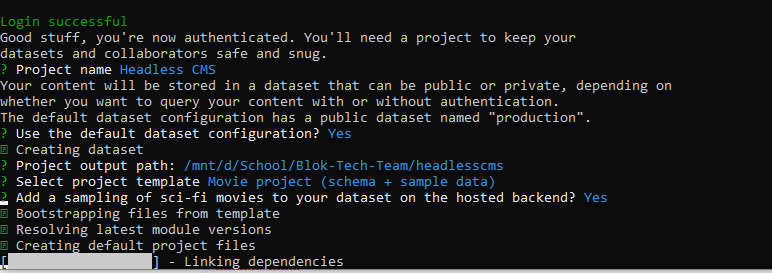 Login successful
Good stuff, you're now authenticated. You'll need a project to keep your
datasets and collaborators safe and snug.
? Project name Headless CMS
Your content will be stored in a dataset that can be public or private, depending on
whether you want to query your content with or without authentication.
The default dataset configuration has a public dataset named "production".
? Use the default dataset configuration? Yes
Creating dataset
? Project output path: /mnt/d/School/Blok-Tech-Team/headlesscms
? Select project template Movie project (schema + sample data)
? Add a sampling of sci-fi movies to your dataset on the hosted backend? Yes
Bootstrapping files from template
Resolving latest module versions
Creating default project files
[                  ] - Linking dependencies